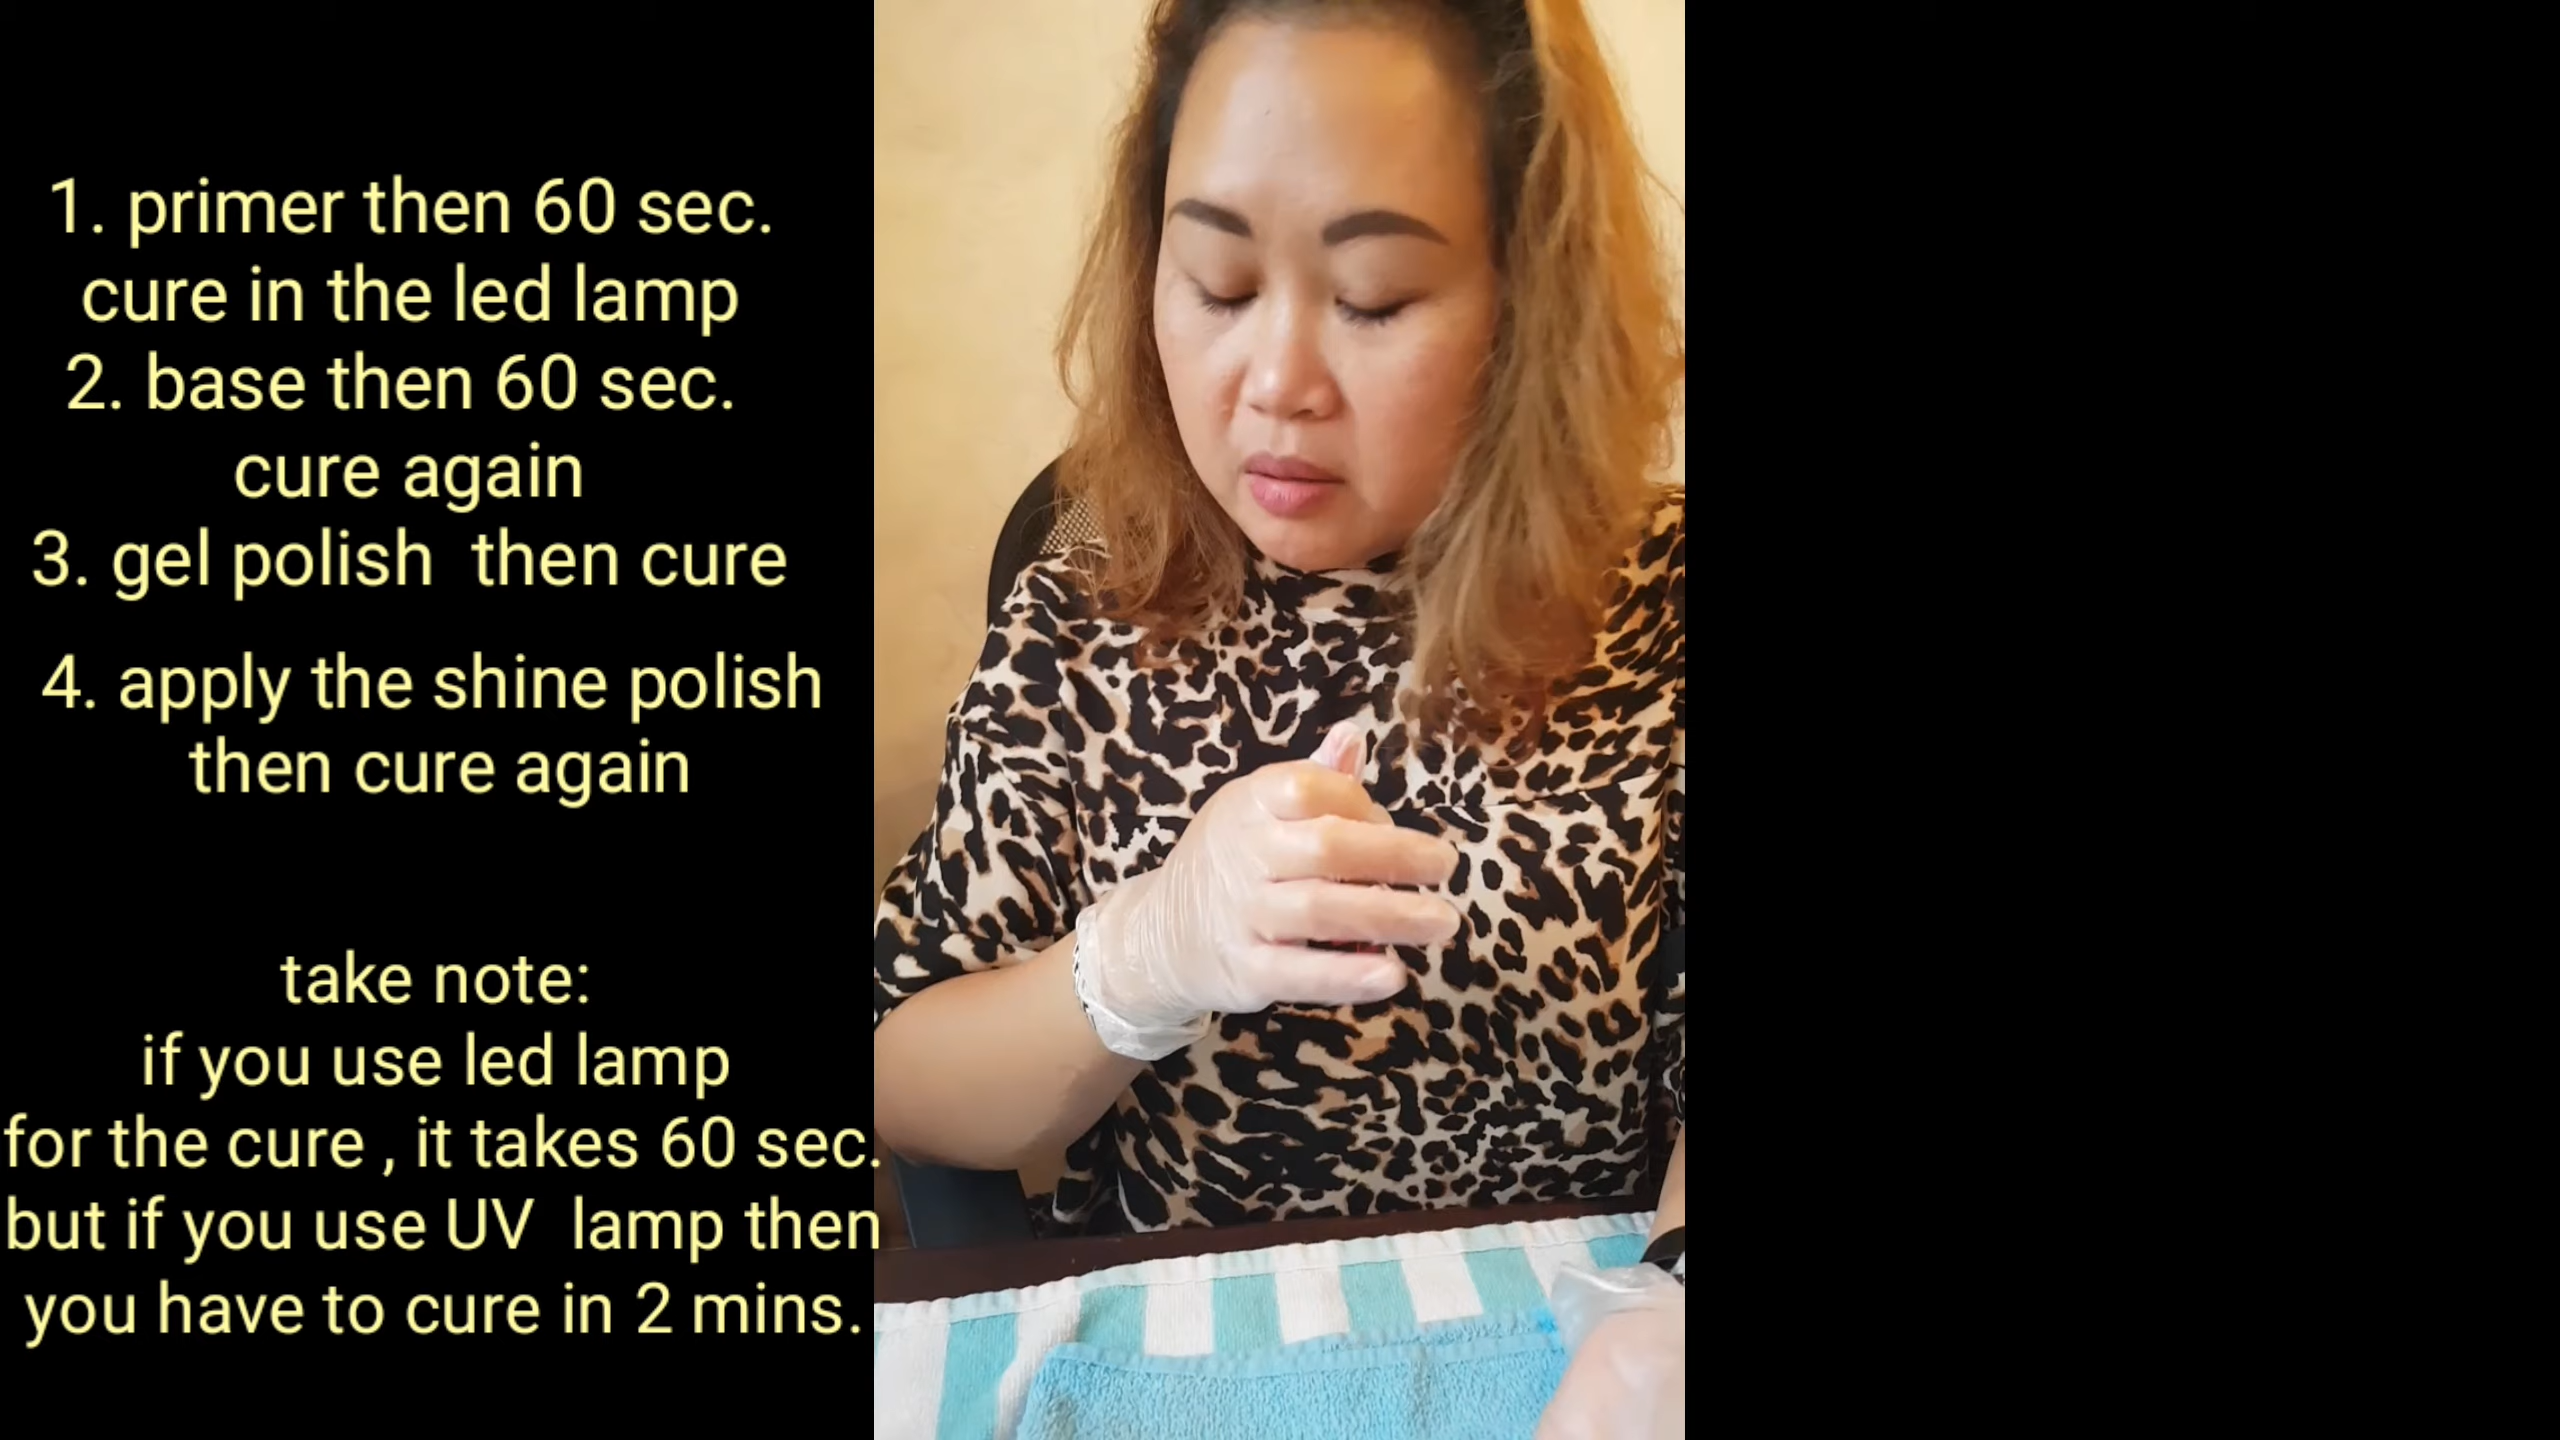 1. primer then 60 sec.
cure in the led lamp
2. base then 60 sec.
cure again
3. gel polish  then cure
4. apply the shine polish
then cure again
take note:
if you use led lamp
for the cure , it takes 60 sec.
but if you use UV  lamp then
you have to cure in 2 mins.